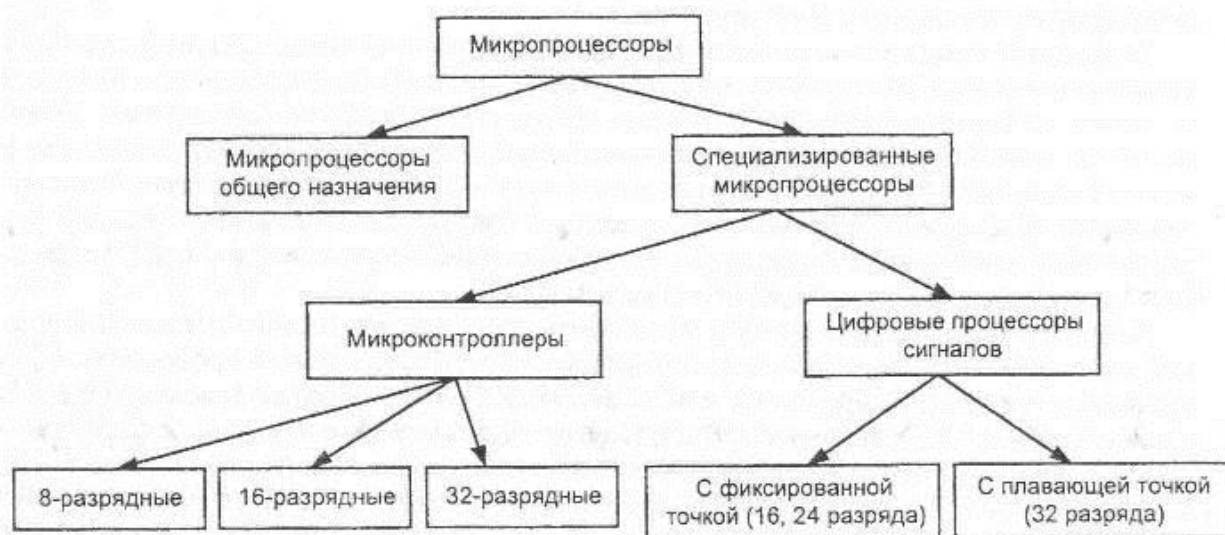 Микропроцессоры
Микропроцессоры
общего назначения
Специализированные
микропроцессоры
Микроконтроллеры
Цифровые процессоры
сигналов
8-разрядные
16-разрядные
32-разрядные
С фиксированной
точкой (16, 24 разряда)
С плавающей точкой
(32 разряда)